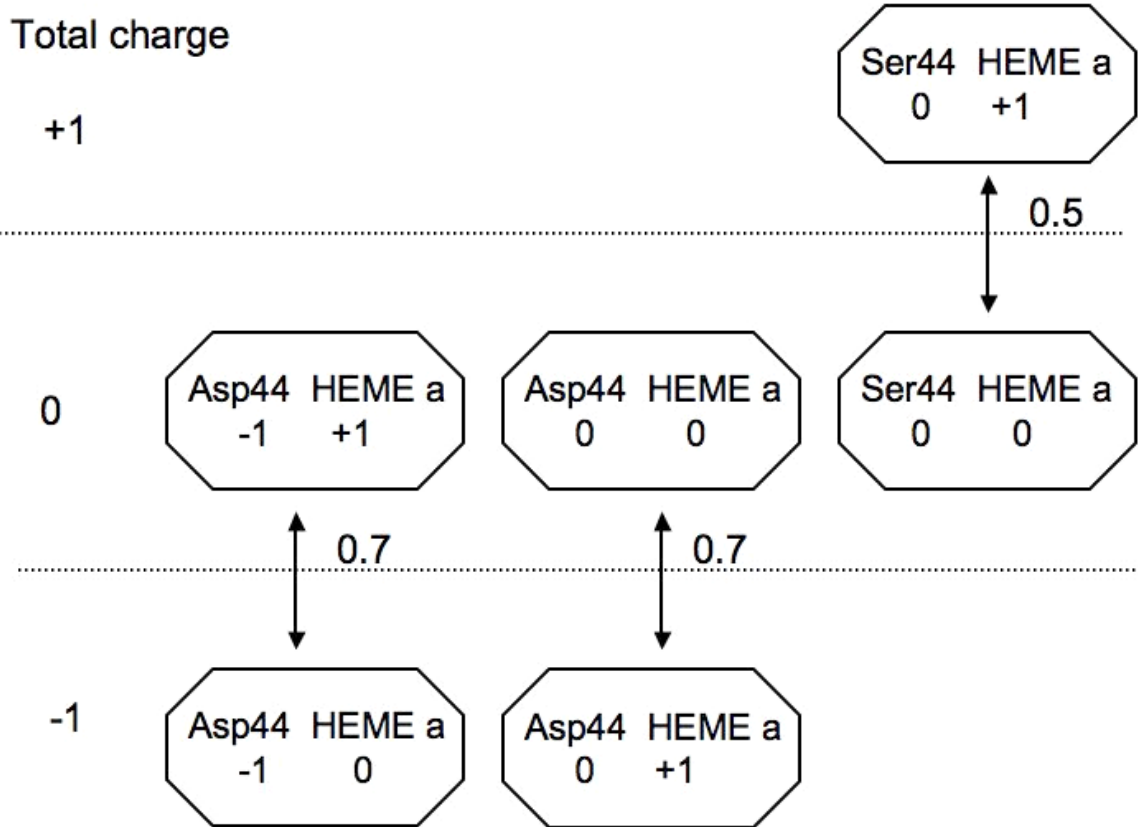 Total charge
+1
Ser44 HEME a
0 +1
0.5
0
Asp44 HEME a
-1 +1
Asp44 HEME a
0 0
Ser44 HEME a
0 0
0.7
0.7
-1
Asp44 HEME a
-1 0
Asp44 HEME a
0 +1